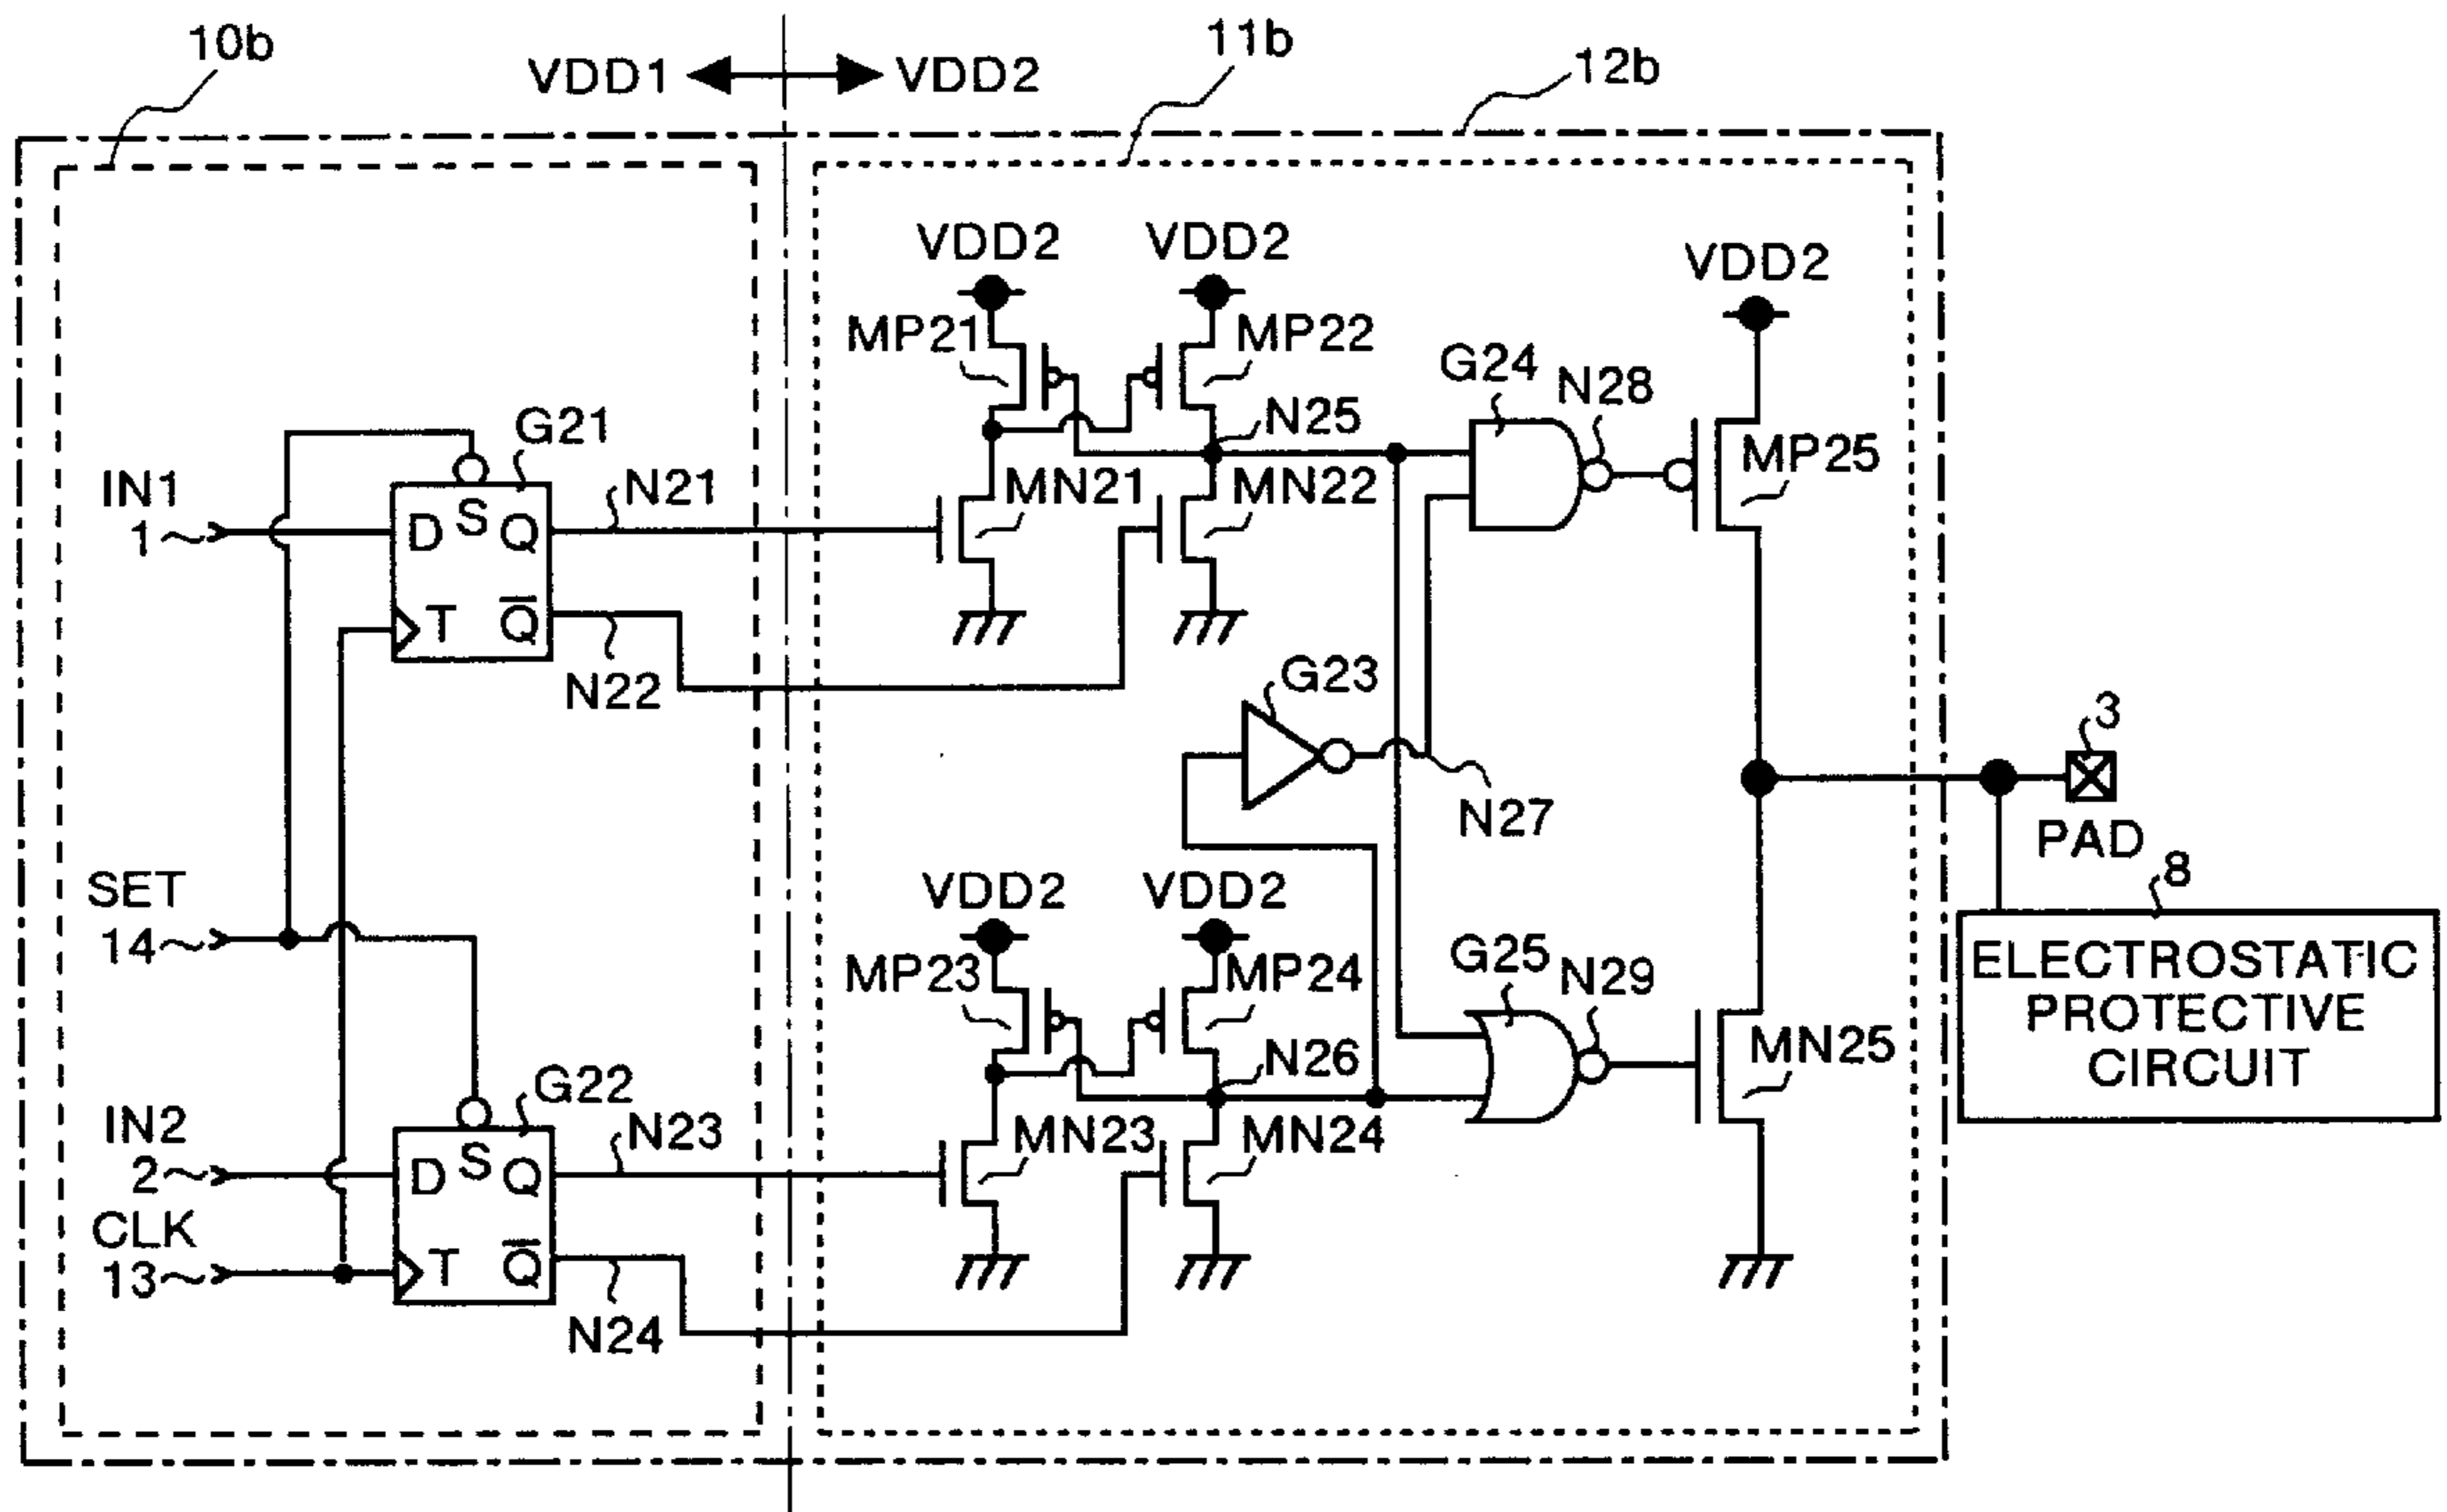 10b
VDD1
VDD2
11b
12b
VDD2
VDD2
VDD2
MP21
MP22
G24
N28
G21
N25
MP25
IN1
1
N21
MN21
MN22
D
S
Q
T
Q̅
N22
G23
3
N27
PAD
SET
14
VDD2
VDD2
8
MP23
MP24
G25
N29
ELECTROSTATIC
PROTECTIVE
CIRCUIT
N26
MN25
G22
IN2
2
N23
MN23
MN24
D
S
Q
CLK
13
T
Q̅
N24